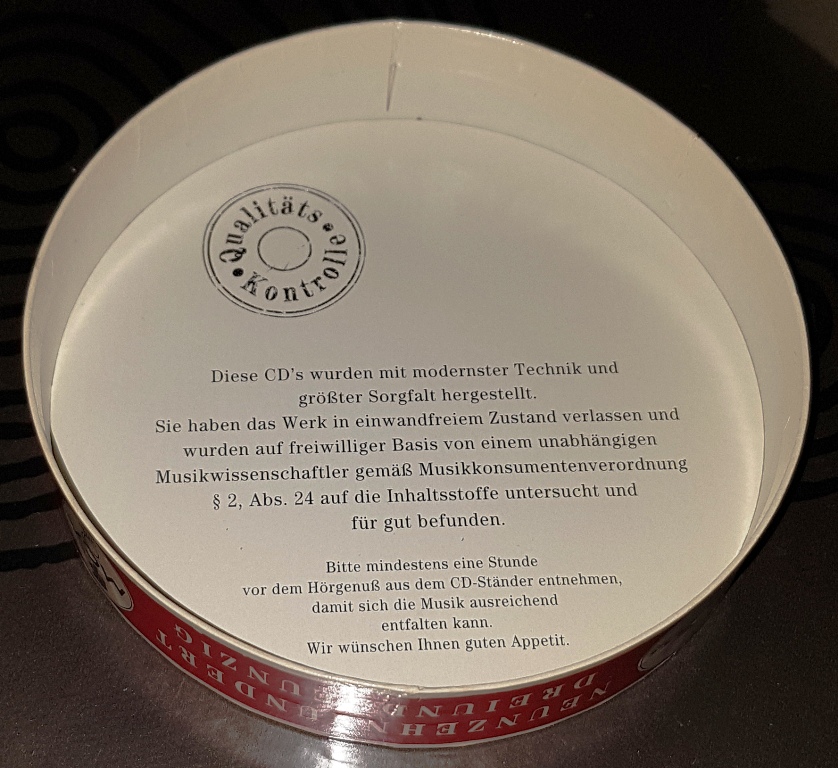 Qualitäts
Kontrolle
Diese CD's wurden mit modernster Technik und
größter Sorgfalt hergestellt.
Sie haben das Werk in einwandfreiem Zustand verlassen und
wurden auf freiwilliger Basis von einem unabhängigen
Musikwissenschaftler gemäß Musikkonsumentenverordnung
§ 2, Abs. 24 auf die Inhaltsstoffe untersucht und
für gut befunden.
Bitte mindestens eine Stunde
vor dem Hörgenuß aus dem CD-Ständer entnehmen,
damit sich die Musik ausreichend
entfalten kann.
Wir wünschen Ihnen guten Appetit.
NEUNZEHNHUNDERT
DREIUNDNEUNZIG